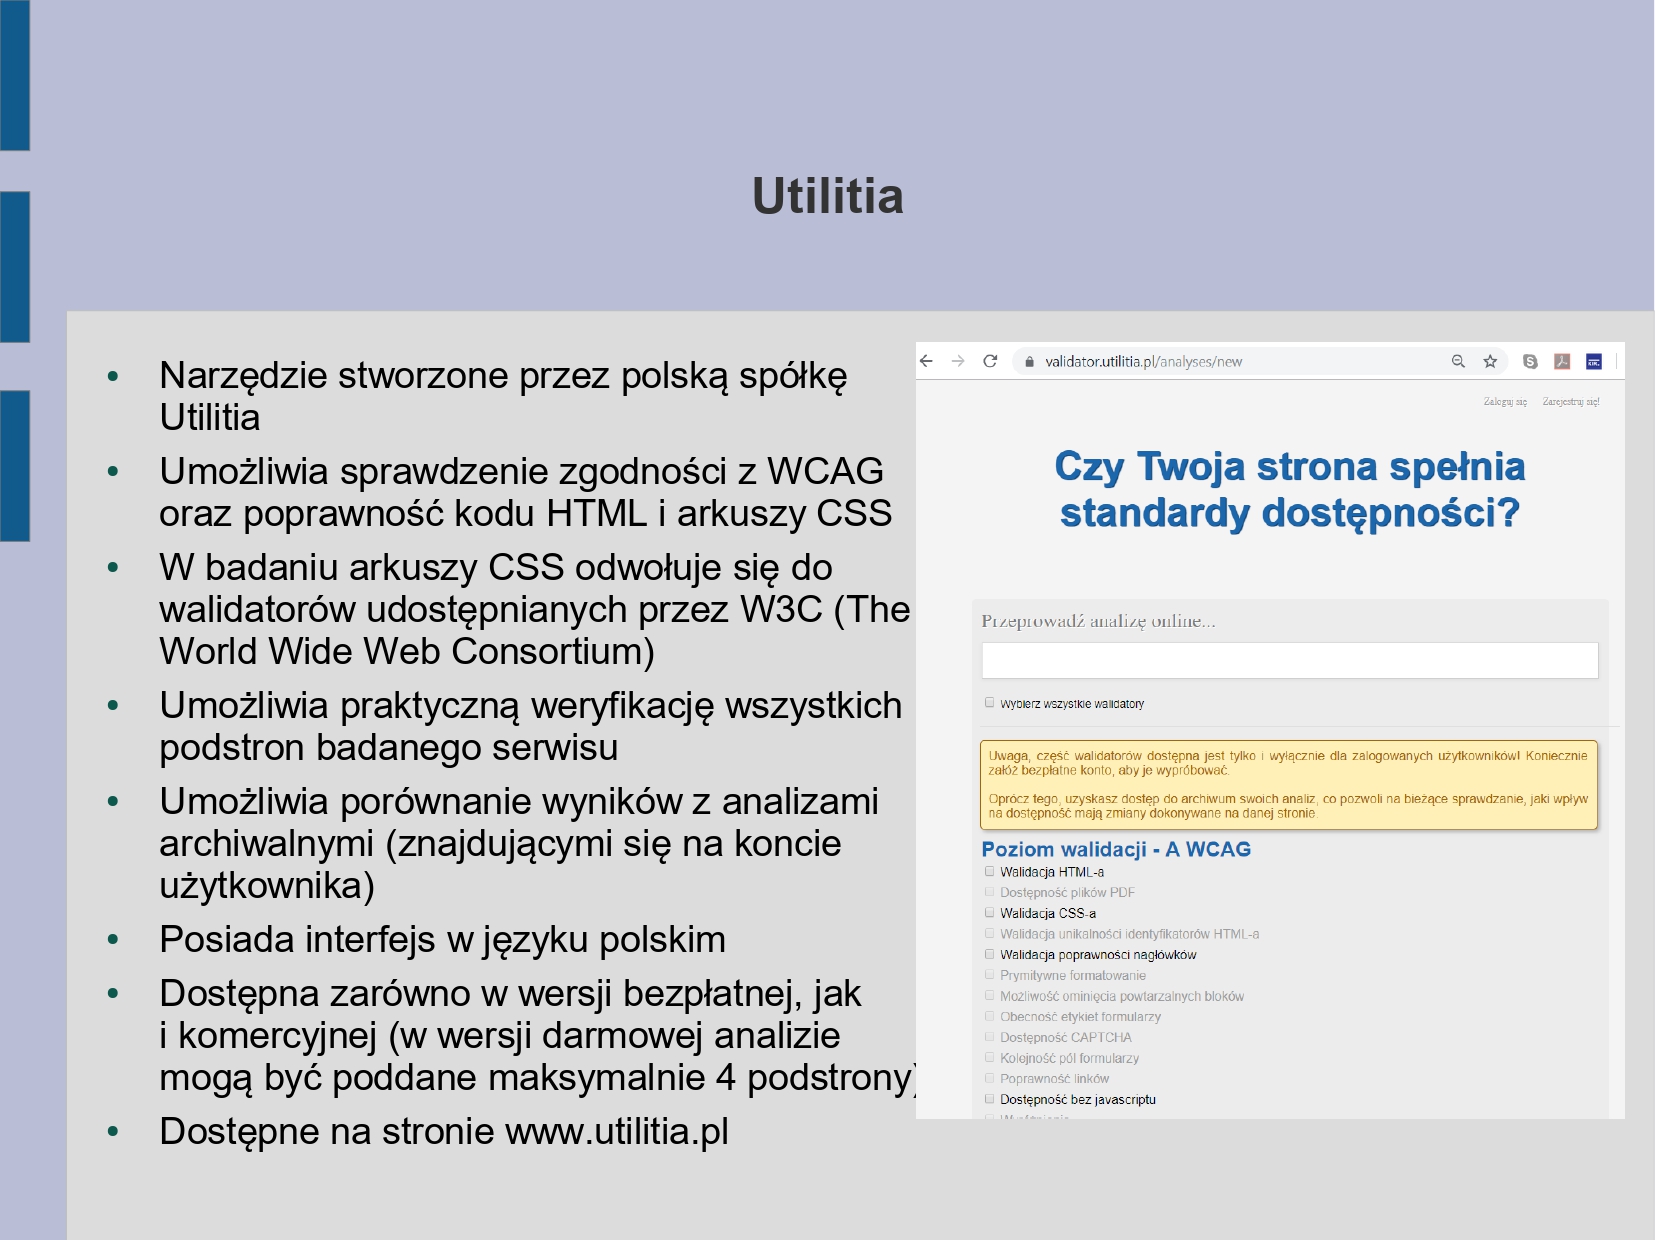 Utilitia
• Narzędzie stworzone przez polską spółkę
Utilitia
• Umożliwia sprawdzenie zgodności z WCAG
oraz poprawność kodu HTML i arkuszy CSS
• W badaniu arkuszy CSS odwołuje się do
walidatorów udostępnianych przez W3C (The
World Wide Web Consortium)
• Umożliwia praktyczną weryfikację wszystkich
podstron badanego serwisu
• Umożliwia porównanie wyników z analizami
archiwalnymi (znajdującymi się na koncie
użytkownika)
• Posiada interfejs w języku polskim
• Dostępna zarówno w wersji bezpłatnej, jak
i komercyjnej (w wersji darmowej analizie
mogą być poddane maksymalnie 4 podstrony)
• Dostępne na stronie www.utilitia.pl
validator.utilitia.pl/analyses/new
Zaloguj się Zarejestruj się!
Czy Twoja strona spełnia
standardy dostępności?
Przeprowadź analizę online...
Wybierz wszystkie walidatory
Uwaga, część walidatorów dostępna jest tylko i wyłącznie dla zalogowanych użytkowników! Koniecznie
załóż bezpłatne konto, aby je wypróbować.
Oprócz tego, uzyskasz dostęp do archiwum swoich analiz, co pozwoli na bieżące sprawdzanie, jaki wpływ
na dostępność mają zmiany dokonywane na danej stronie.
Poziom walidacji - A WCAG
Walidacja HTML-a
Dostępność plików PDF
Walidacja CSS-a
Walidacja unikalności identyfikatorów HTML-a
Walidacja poprawności nagłówków
Prymitywne formatowanie
Możliwość ominięcia powtarzalnych bloków
Obecność etykiet formularzy
Dostępność CAPTCHA
Kolejność pól formularzy
Poprawność linków
Dostępność bez javascriptu